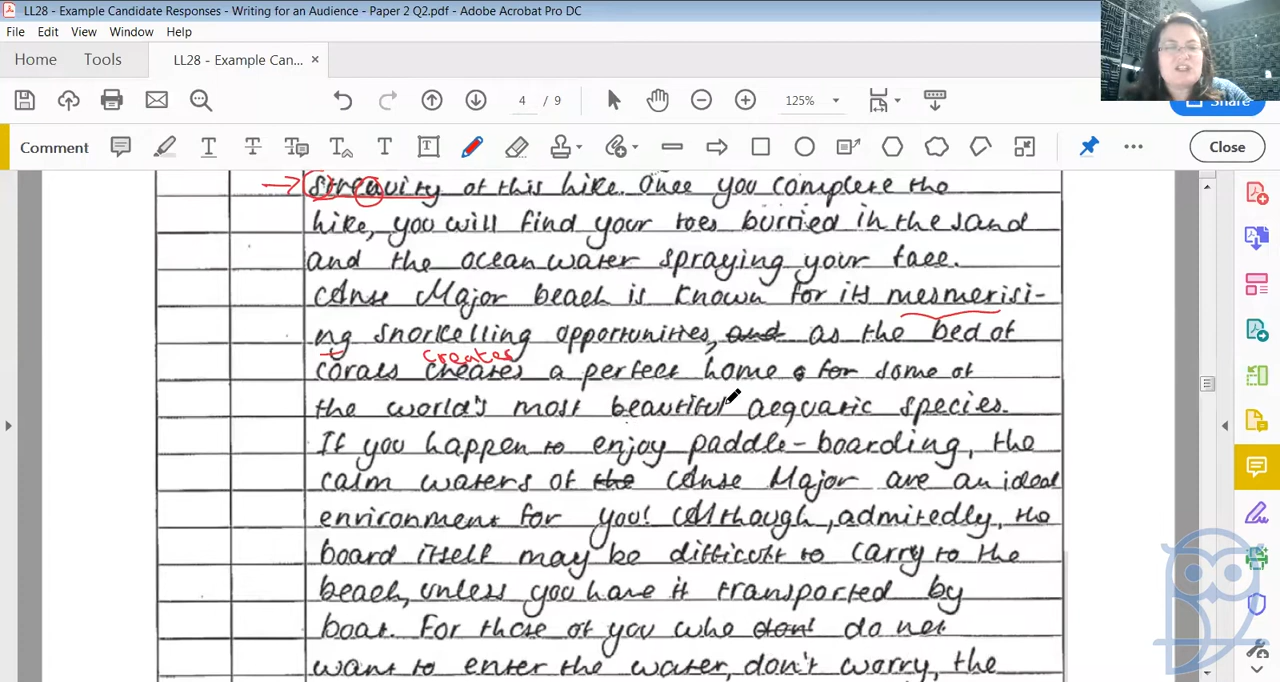 LL28 - Example Candidate Responses - Writing for an Audience - Paper 2 Q2.pdf - Adobe Acrobat Pro DC
File Edit View Window Help
Home Tools LL28 - Example Can... ×
4 / 9 125%
Share
Comment Close
strenuity of this hike. Once you complete the
hike, you will find your toes burried in the sand
and the ocean water spraying your face.
Anse Major beach is known for its mesmerisi-
ng snorkelling opportunities, and as the bed of
creates
corals creates a perfect home for some of
the world's most beautiful aequatic species.
If you happen to enjoy paddle-boarding, the
calm waters of the Anse Major are an ideal
environment for you! Although, admitedly, the
board itself may be difficult to carry to the
beach, unless you have it transported by
boat. For those of you who dont do not
want to enter the water, don't worry, the